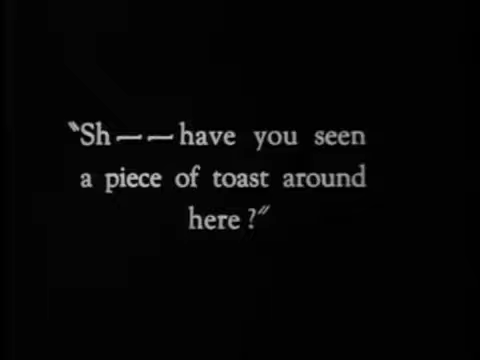 "Sh——have you seen
a piece of toast around
here?"